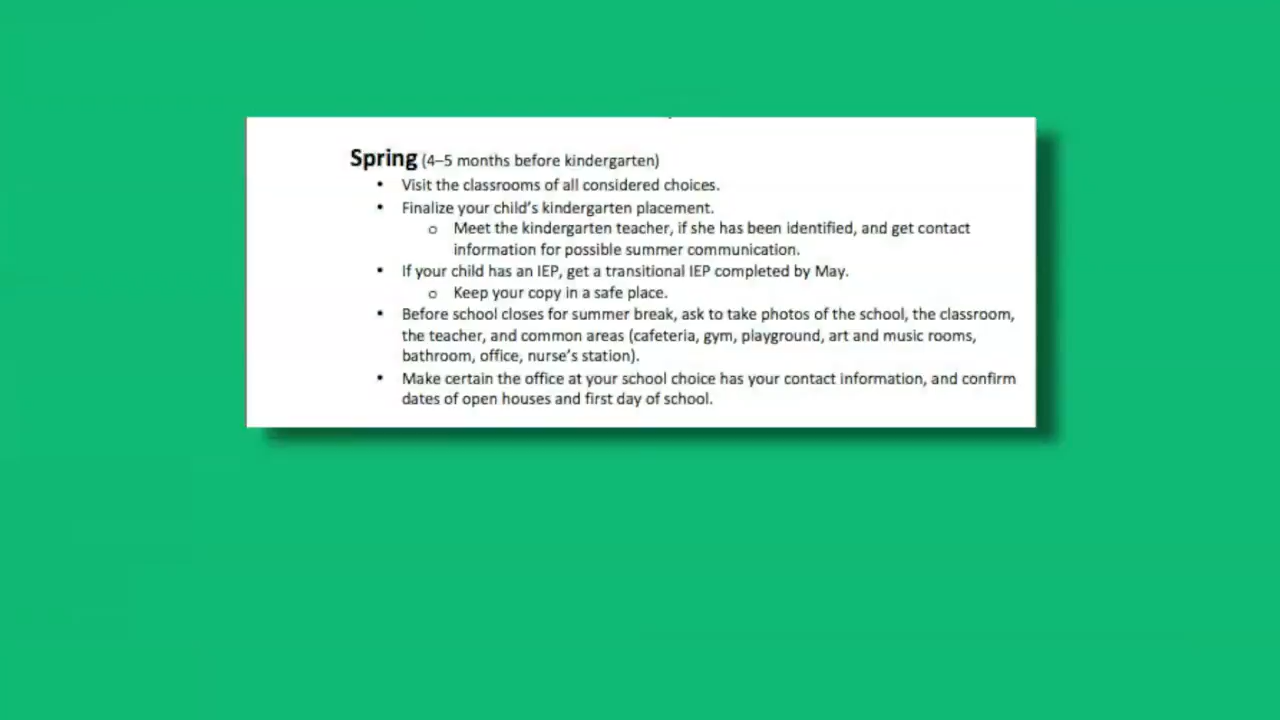 Spring (4–5 months before kindergarten)
• Visit the classrooms of all considered choices.
• Finalize your child's kindergarten placement.
o Meet the kindergarten teacher, if she has been identified, and get contact
information for possible summer communication.
• If your child has an IEP, get a transitional IEP completed by May.
o Keep your copy in a safe place.
• Before school closes for summer break, ask to take photos of the school, the classroom,
the teacher, and common areas (cafeteria, gym, playground, art and music rooms,
bathroom, office, nurse's station).
• Make certain the office at your school choice has your contact information, and confirm
dates of open houses and first day of school.